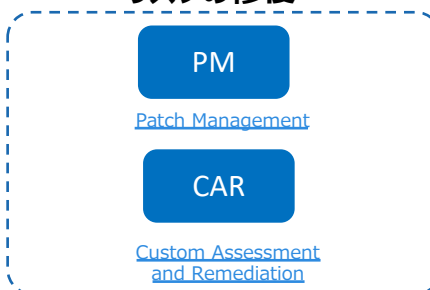 PM
Patch Management
CAR
Custom Assessment
and Remediation